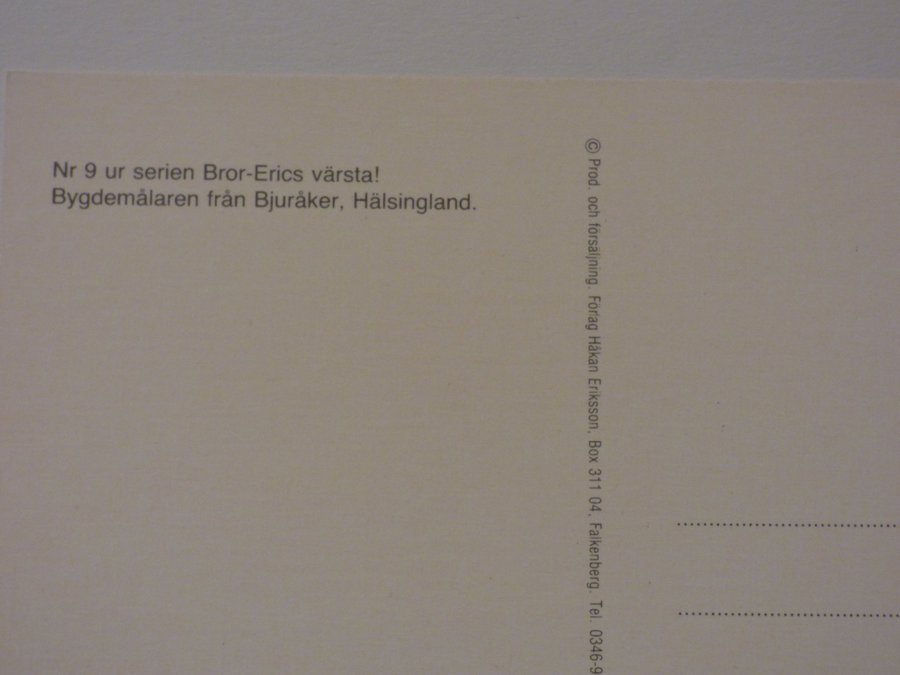 Nr 9 ur serien Bror-Erics värsta!
Bygdemålaren från Bjuråker, Hälsingland.
© Prod. och försäljning. Förlag Håkan Eriksson, Box 311 04, Falkenberg. Tel. 0346-9